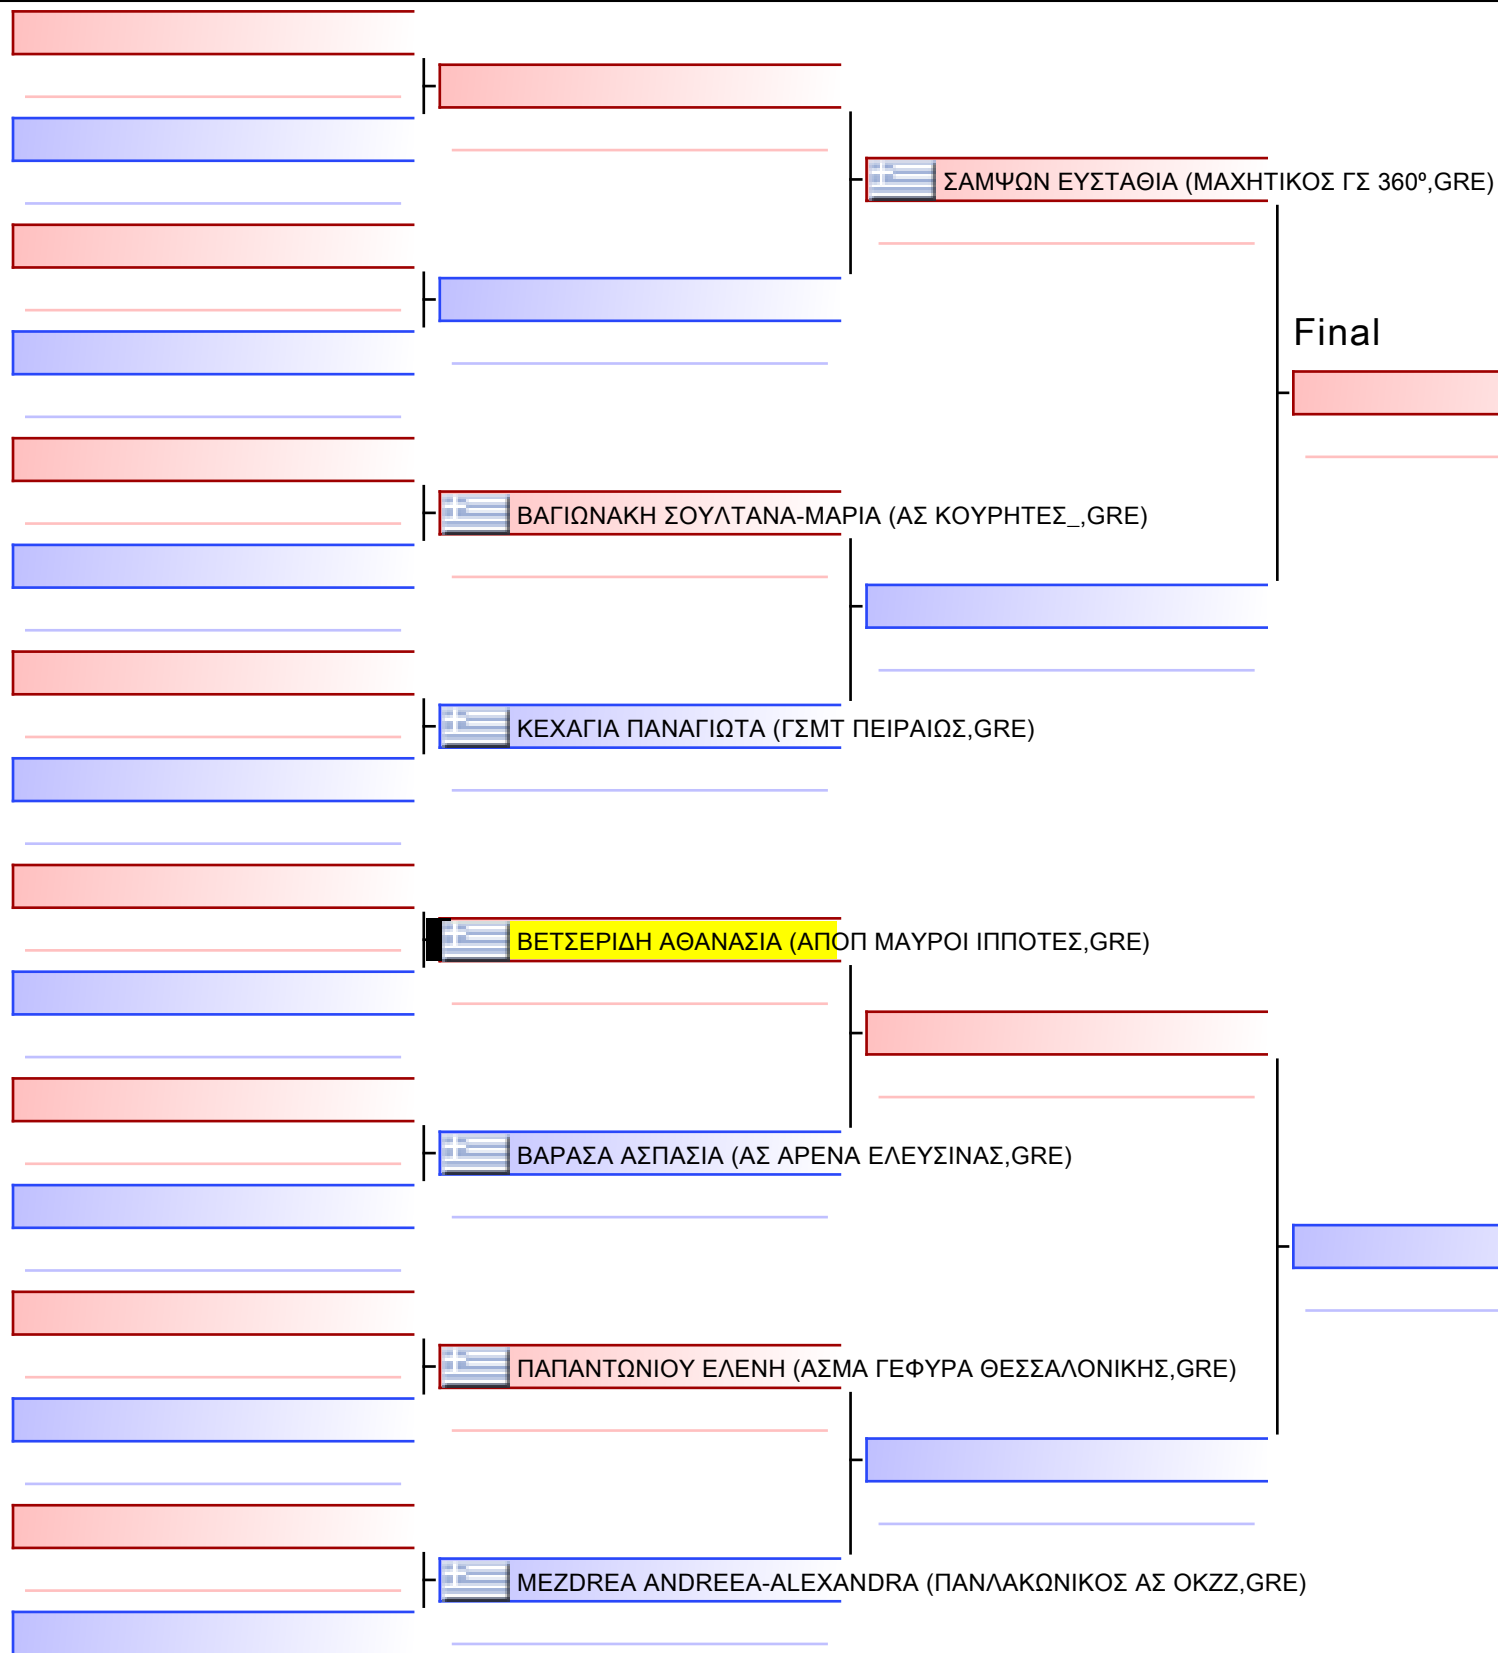 ΣΑΜΨΩΝ ΕΥΣΤΑΘΙΑ (ΜΑΧΗΤΙΚΟΣ ΓΣ 360º,GRE)
Final
ΒΑΓΙΩΝΑΚΗ ΣΟΥΛΤΑΝΑ-ΜΑΡΙΑ (ΑΣ ΚΟΥΡΗΤΕΣ_,GRE)
ΚΕΧΑΓΙΑ ΠΑΝΑΓΙΩΤΑ (ΓΣΜΤ ΠΕΙΡΑΙΩΣ,GRE)
ΒΕΤΣΕΡΙΔΗ ΑΘΑΝΑΣΙΑ (ΑΠΟΠ ΜΑΥΡΟΙ ΙΠΠΟΤΕΣ,GRE)
ΒΑΡΑΣΑ ΑΣΠΑΣΙΑ (ΑΣ ΑΡΕΝΑ ΕΛΕΥΣΙΝΑΣ,GRE)
ΠΑΠΑΝΤΩΝΙΟΥ ΕΛΕΝΗ (ΑΣΜΑ ΓΕΦΥΡΑ ΘΕΣΣΑΛΟΝΙΚΗΣ,GRE)
MEZDREA ANDREEA-ALEXANDRA (ΠΑΝΛΑΚΩΝΙΚΟΣ ΑΣ ΟΚΖΖ,GRE)